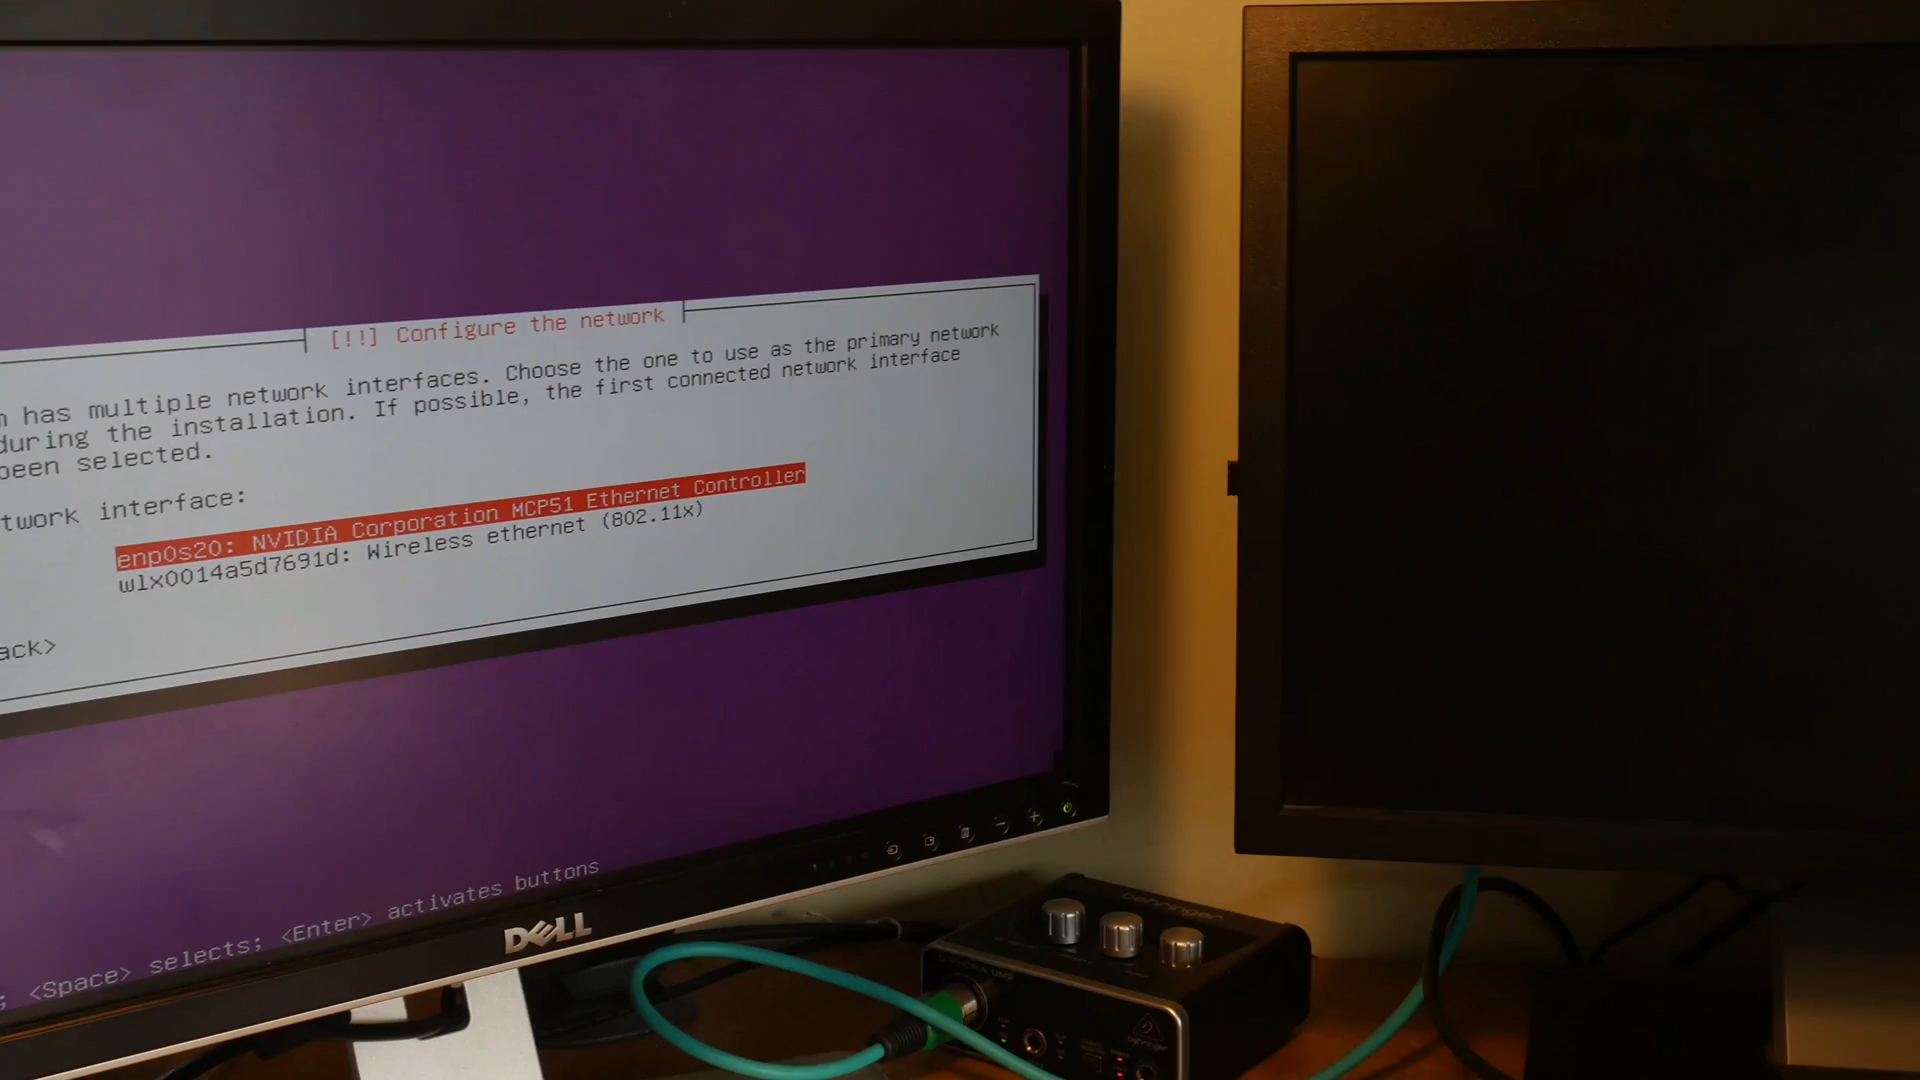 [!!] Configure the network
has multiple network interfaces. Choose the one to use as the primary network
during the installation. If possible, the first connected network interface
been selected.
interface:
enp0s20: NVIDIA Corporation MCP51 Ethernet Controller
wlx0014a5d7691d: Wireless ethernet (802.11x)
<Space> selects; <Enter> activates buttons
DELL
behringer
behringer